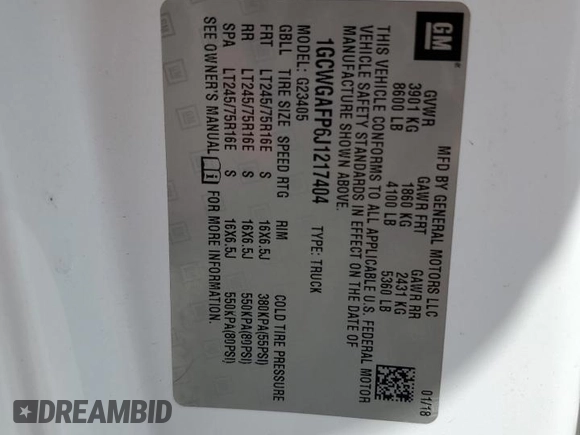 GM
MFD BY GENERAL MOTORS LLC
01/18
GVWR GAWR FRT GAWR RR
3901 KG 1860 KG 2431 KG
8600 LB 4100 LB 5360 LB
THIS VEHICLE CONFORMS TO ALL APPLICABLE U.S. FEDERAL MOTOR
VEHICLE SAFETY STANDARDS IN EFFECT ON THE DATE OF
MANUFACTURE SHOWN ABOVE.
1GCWGAFP6J1217404 TYPE: TRUCK
MODEL: G23405
GBLL TIRE SIZE SPEED RTG RIM COLD TIRE PRESSURE
FRT LT245/75R16E S 16X6.5J 380KPA(55PSI)
RR LT245/75R16E S 16X6.5J 550KPA(80PSI)
SPA LT245/75R16E S 16X6.5J 550KPA(80PSI)
SEE OWNER'S MANUAL FOR MORE INFORMATION.
DREAMBID